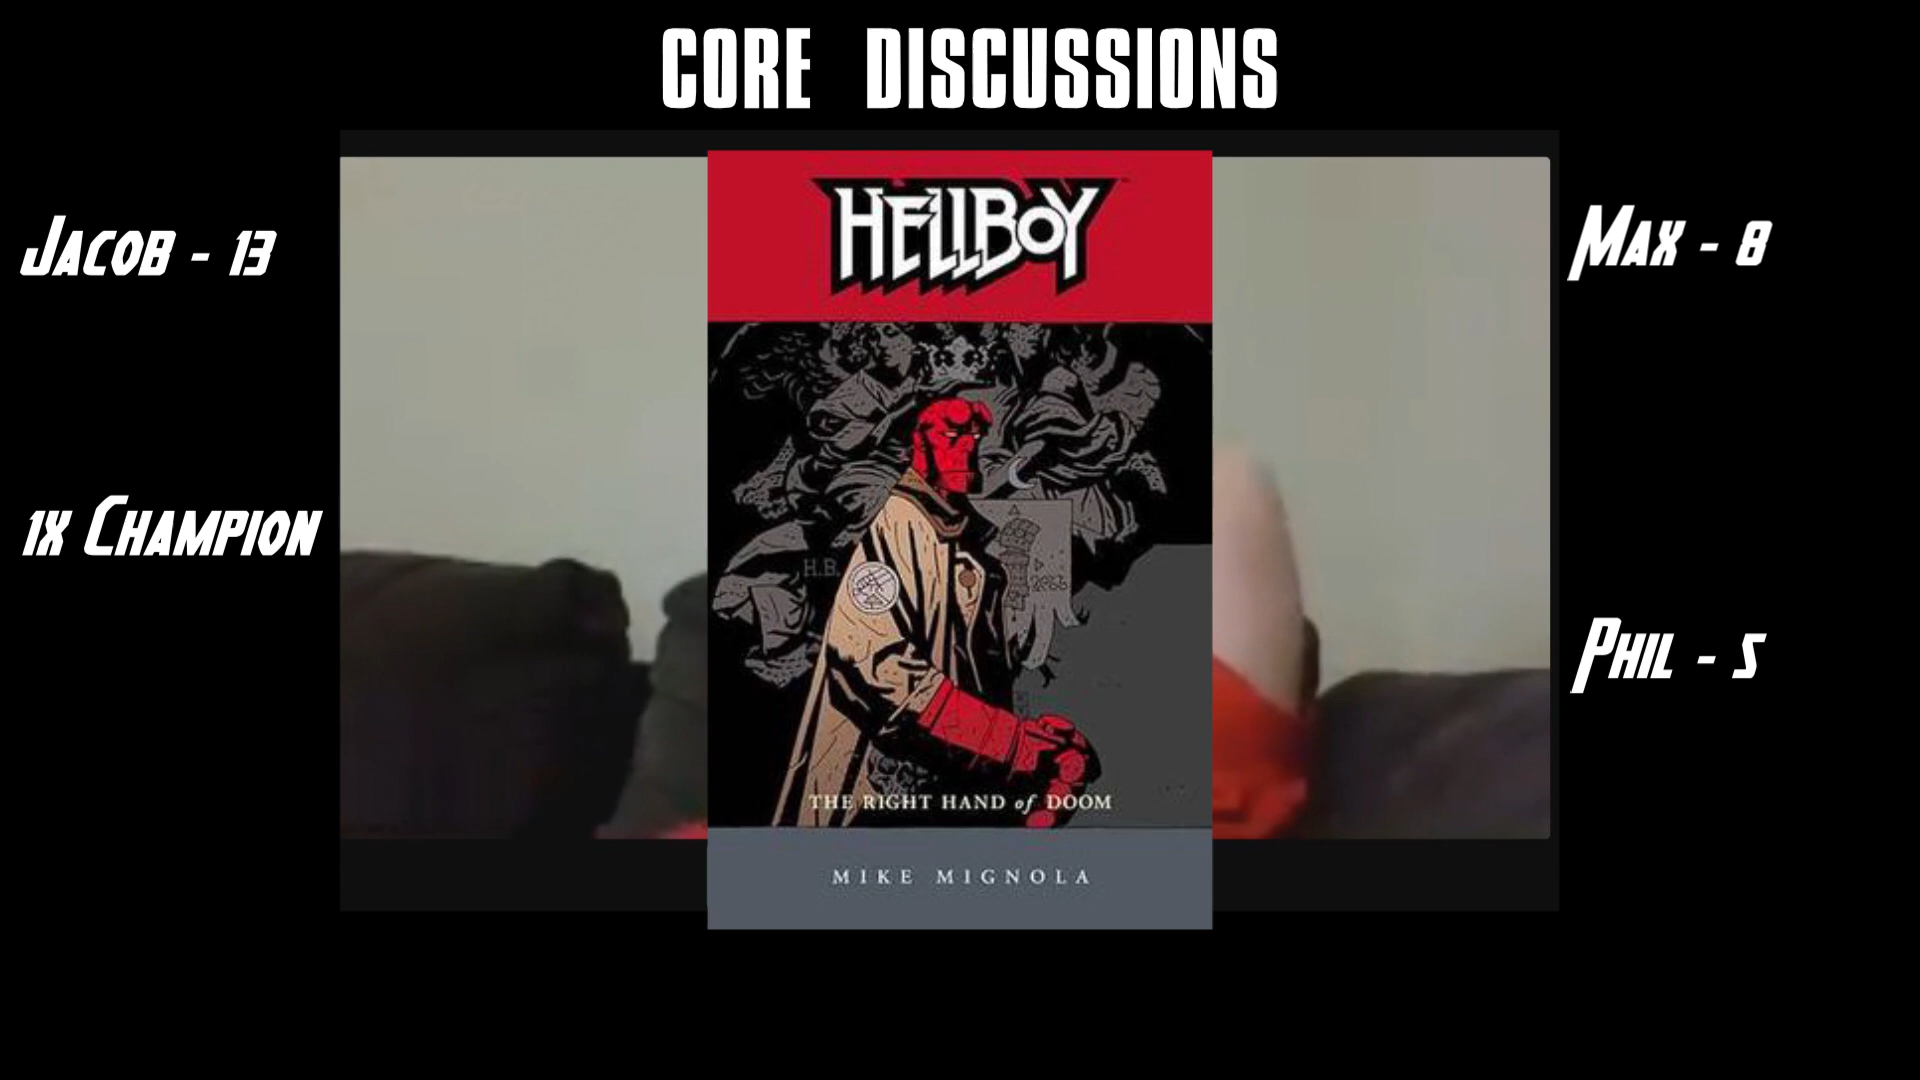 CORE DISCUSSIONS
JACOB - 13
1X CHAMPION
HELLBOY
H.B.
THE RIGHT HAND of DOOM
MIKE MIGNOLA
MAX - 8
PHIL - 5